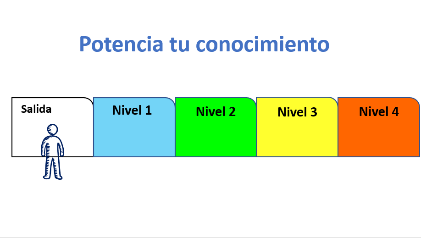 Potencia tu conocimiento
Salida
Nivel 1
Nivel 2
Nivel 3
Nivel 4